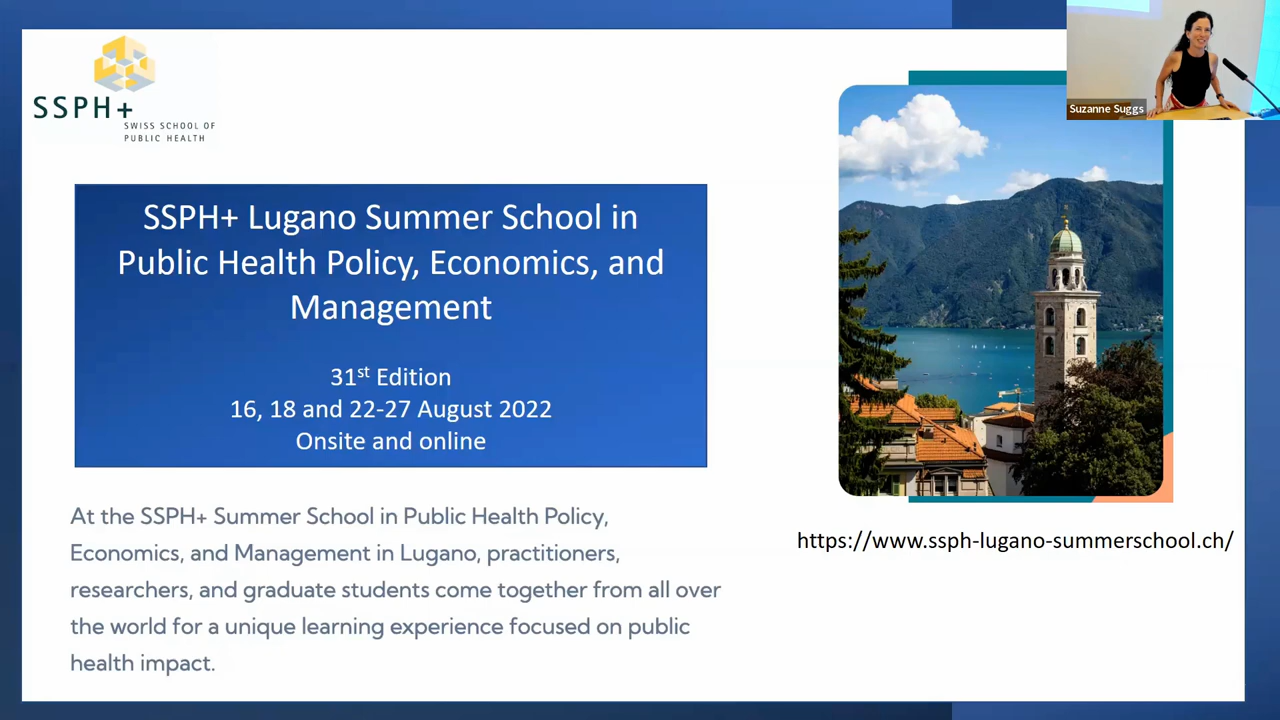 SSPH+
SWISS SCHOOL OF
PUBLIC HEALTH
Suzanne Suggs
SSPH+ Lugano Summer School in
Public Health Policy, Economics, and
Management
31st Edition
16, 18 and 22-27 August 2022
Onsite and online
At the SSPH+ Summer School in Public Health Policy,
Economics, and Management in Lugano, practitioners,
researchers, and graduate students come together from all over
the world for a unique learning experience focused on public
health impact.
https://www.ssph-lugano-summerschool.ch/